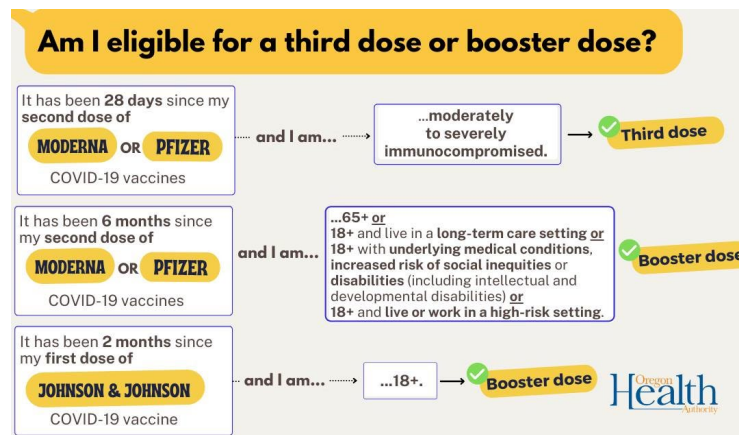 Am I eligible for a third dose or booster dose?
It has been 28 days since my
second dose of
MODERNA OR PFIZER
COVID-19 vaccines
and I am...
...moderately
to severely
immunocompromised.
Third dose
It has been 6 months since
my second dose of
MODERNA OR PFIZER
COVID-19 vaccines
and I am...
...65+ or
18+ and live in a long-term care setting or
18+ with underlying medical conditions,
increased risk of social inequities or
disabilities (including intellectual and
developmental disabilities) or
18+ and live or work in a high-risk setting.
Booster dose
It has been 2 months since
my first dose of
JOHNSON & JOHNSON
COVID-19 vaccine
and I am...
...18+.
Booster dose
Oregon
Health
Authority